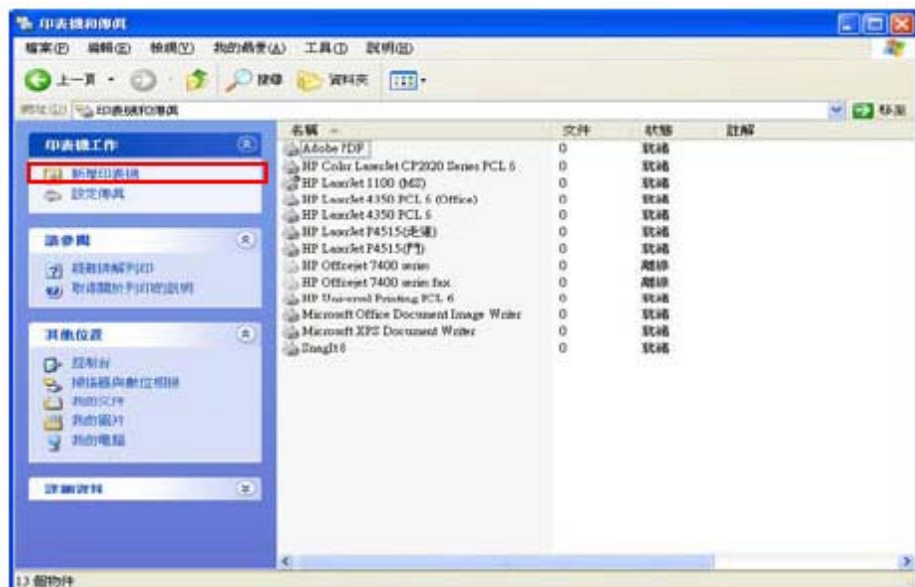 印表機和傳真
檔案(F) 編輯(E) 檢視(V) 我的最愛(A) 工具(T) 說明(H)
上一頁 搜尋 資料夾
網址(D) 印表機和傳真 移至
印表機工作
新增印表機
設定傳真
請參閱
疑難排解列印
取得關於列印的說明
其他位置
控制台
掃描器與數位相機
我的文件
我的圖片
我的電腦
詳細資料
名稱 文件 狀態 註解
Adobe PDF 0 就緒
HP Color LaserJet CP2020 Series PCL 6 0 就緒
HP LaserJet 1100 (MS) 0 就緒
HP LaserJet 4350 PCL 6 (Office) 0 就緒
HP LaserJet 4350 PCL 6 0 就緒
HP LaserJet P4515(走道) 0 就緒
HP LaserJet P4515(門) 0 就緒
HP Officejet 7400 series 0 離線
HP Officejet 7400 series fax 0 離線
HP Universal Printing PCL 6 0 就緒
Microsoft Office Document Image Writer 0 就緒
Microsoft XPS Document Writer 0 就緒
SnagIt 8 0 就緒
13 個物件